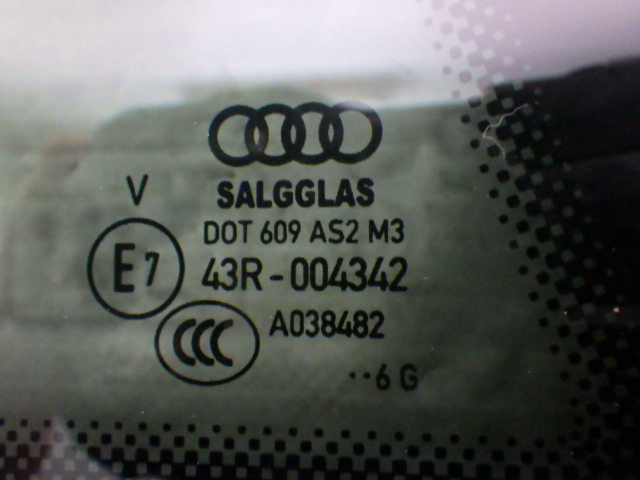 V
SALGGLAS
DOT 609 AS2 M3
E7
43R-004342
CCC
A038482
··6 G